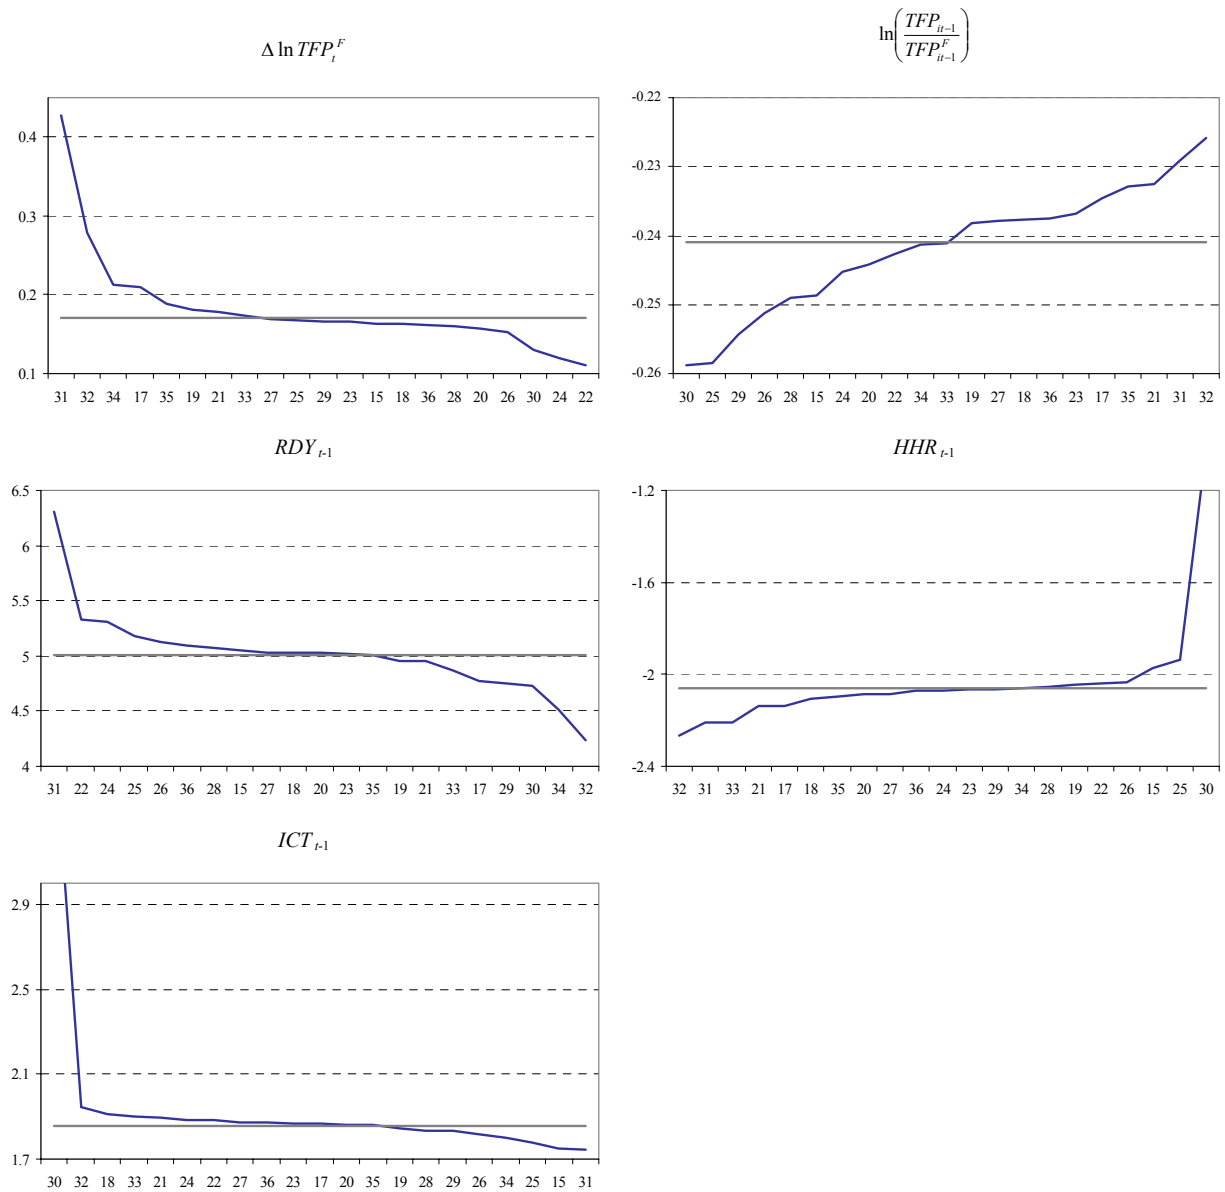 Δ ln TFP_t^F
0.4
0.3
0.2
0.1
31 32 34 17 35 19 21 33 27 25 29 23 15 18 36 28 20 26 30 24 22
ln(TFP_{it-1} / TFP_{it-1}^F)
-0.22
-0.23
-0.24
-0.25
-0.26
30 25 29 26 28 15 24 20 22 34 33 19 27 18 36 23 17 35 21 31 32
RDY_{t-1}
6.5
6
5.5
5
4.5
4
31 22 24 25 26 36 28 15 27 18 20 23 35 19 21 33 17 29 30 34 32
HHR_{t-1}
-1.2
-1.6
-2
-2.4
32 31 33 21 17 18 35 20 27 36 24 23 29 34 28 19 22 26 15 25 30
ICT_{t-1}
2.9
2.5
2.1
1.7
30 32 18 33 21 24 22 27 36 23 17 20 35 19 28 29 26 34 25 15 31